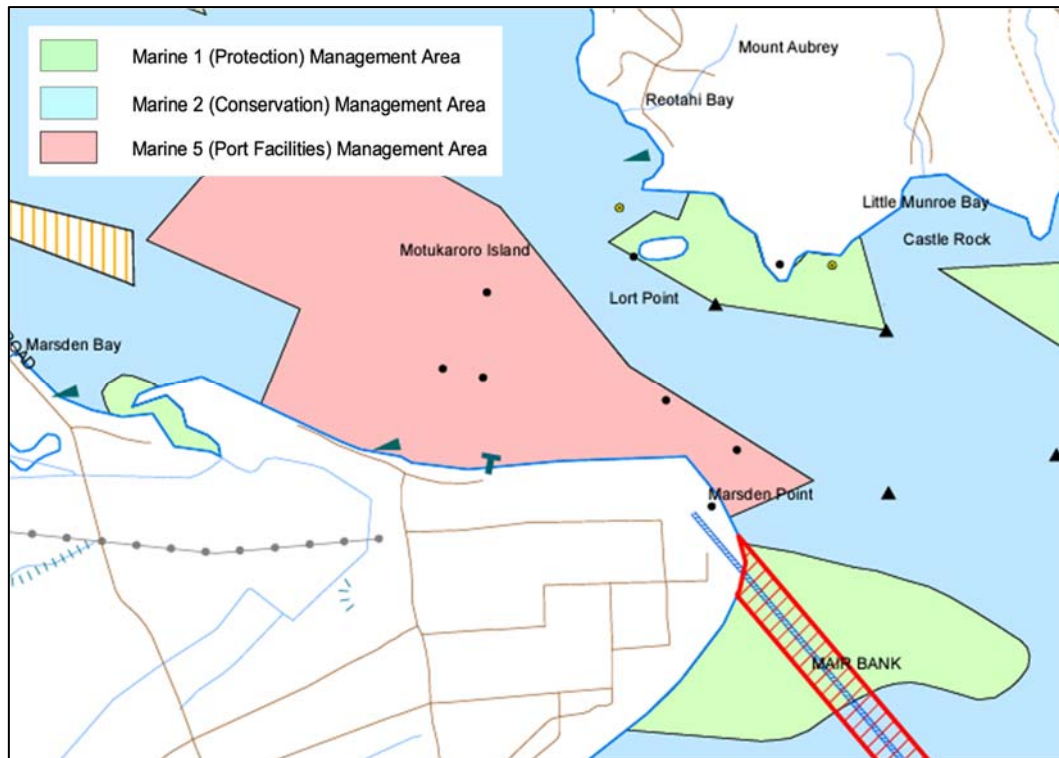 Marine 1 (Protection) Management Area
Marine 2 (Conservation) Management Area
Marine 5 (Port Facilities) Management Area
Mount Aubrey
Reotahi Bay
Little Munroe Bay
Castle Rock
Motukaroro Island
Lort Point
ROAD
Marsden Bay
Marsden Point
MAIR BANK